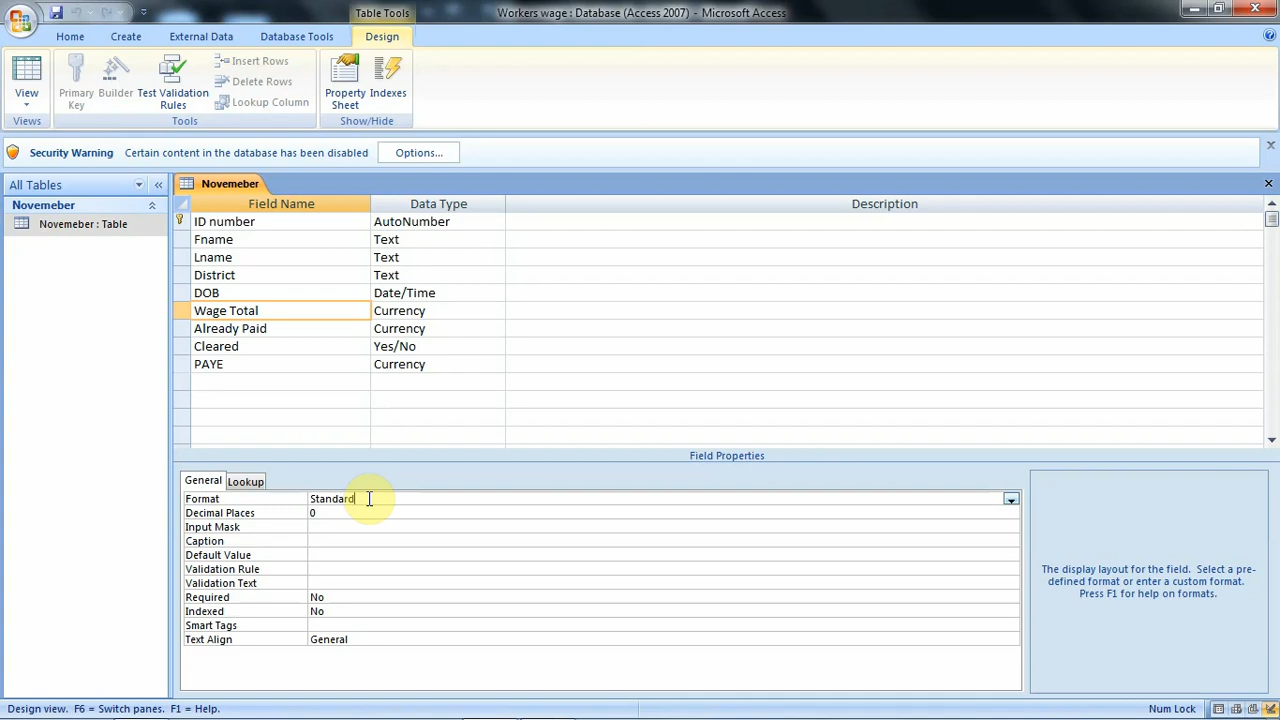 Table Tools
Workers wage : Database (Access 2007) - Microsoft Access
Home Create External Data Database Tools Design
View
Primary Key
Builder
Test Validation Rules
Insert Rows
Delete Rows
Lookup Column
Property Sheet
Indexes
Views
Tools
Show/Hide
Security Warning Certain content in the database has been disabled Options...
All Tables
Novemeber
Novemeber : Table
Novemeber
Field Name Data Type Description
ID number AutoNumber
Fname Text
Lname Text
District Text
DOB Date/Time
Wage Total Currency
Already Paid Currency
Cleared Yes/No
PAYE Currency
Field Properties
General Lookup
Format Standard
Decimal Places 0
Input Mask
Caption
Default Value
Validation Rule
Validation Text
Required No
Indexed No
Smart Tags
Text Align General
The display layout for the field. Select a pre-
defined format or enter a custom format.
Press F1 for help on formats.
Design view. F6 = Switch panes. F1 = Help.
Num Lock